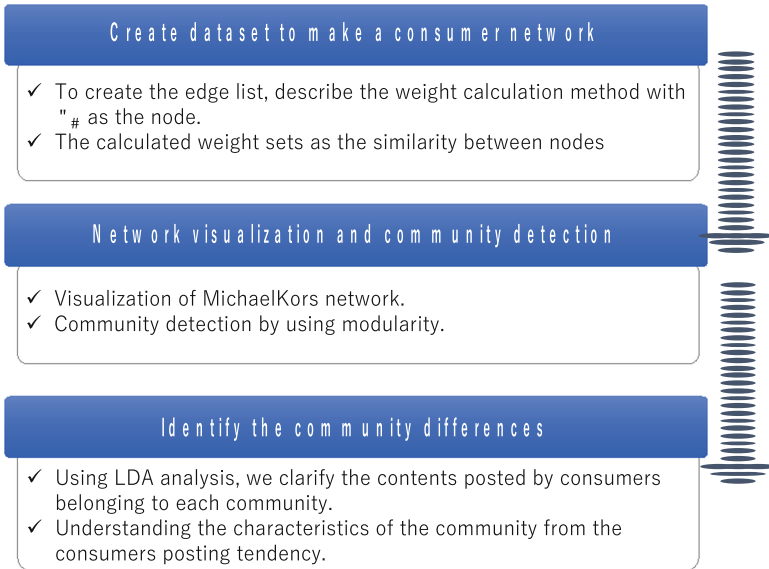 Create dataset to make a consumer network
✓ To create the edge list, describe the weight calculation method with
"# as the node.
✓ The calculated weight sets as the similarity between nodes
Network visualization and community detection
✓ Visualization of MichaelKors network.
✓ Community detection by using modularity.
Identify the community differences
✓ Using LDA analysis, we clarify the contents posted by consumers
belonging to each community.
✓ Understanding the characteristics of the community from the
consumers posting tendency.